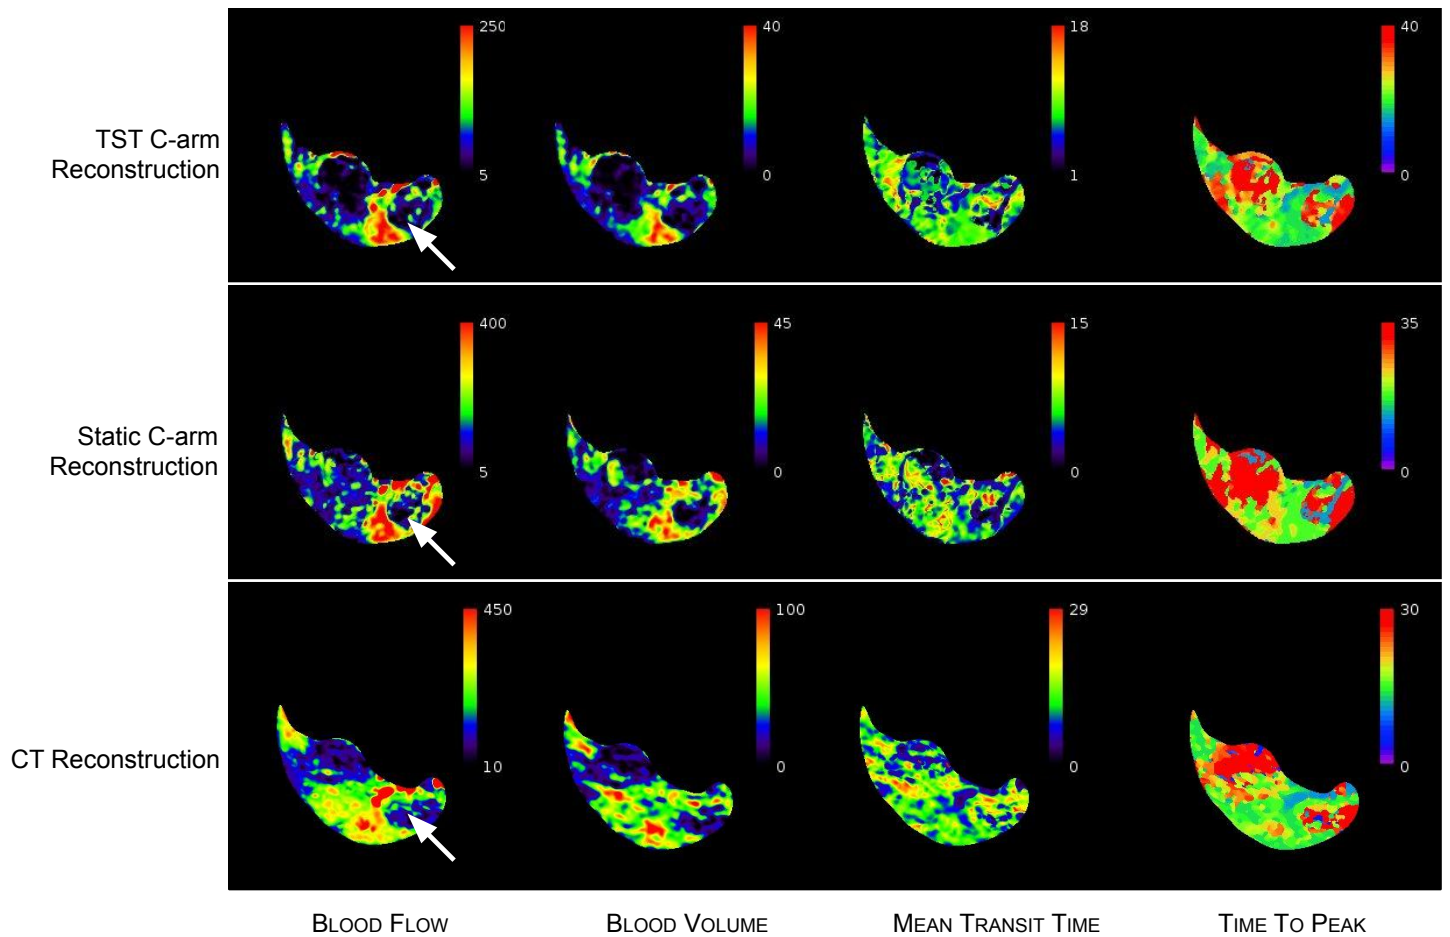 250
40
18
40
TST C-arm
Reconstruction
5
0
1
0
400
45
15
35
Static C-arm
Reconstruction
5
0
0
0
450
100
29
30
CT Reconstruction
10
0
0
0
BLOOD FLOW
BLOOD VOLUME
MEAN TRANSIT TIME
TIME TO PEAK